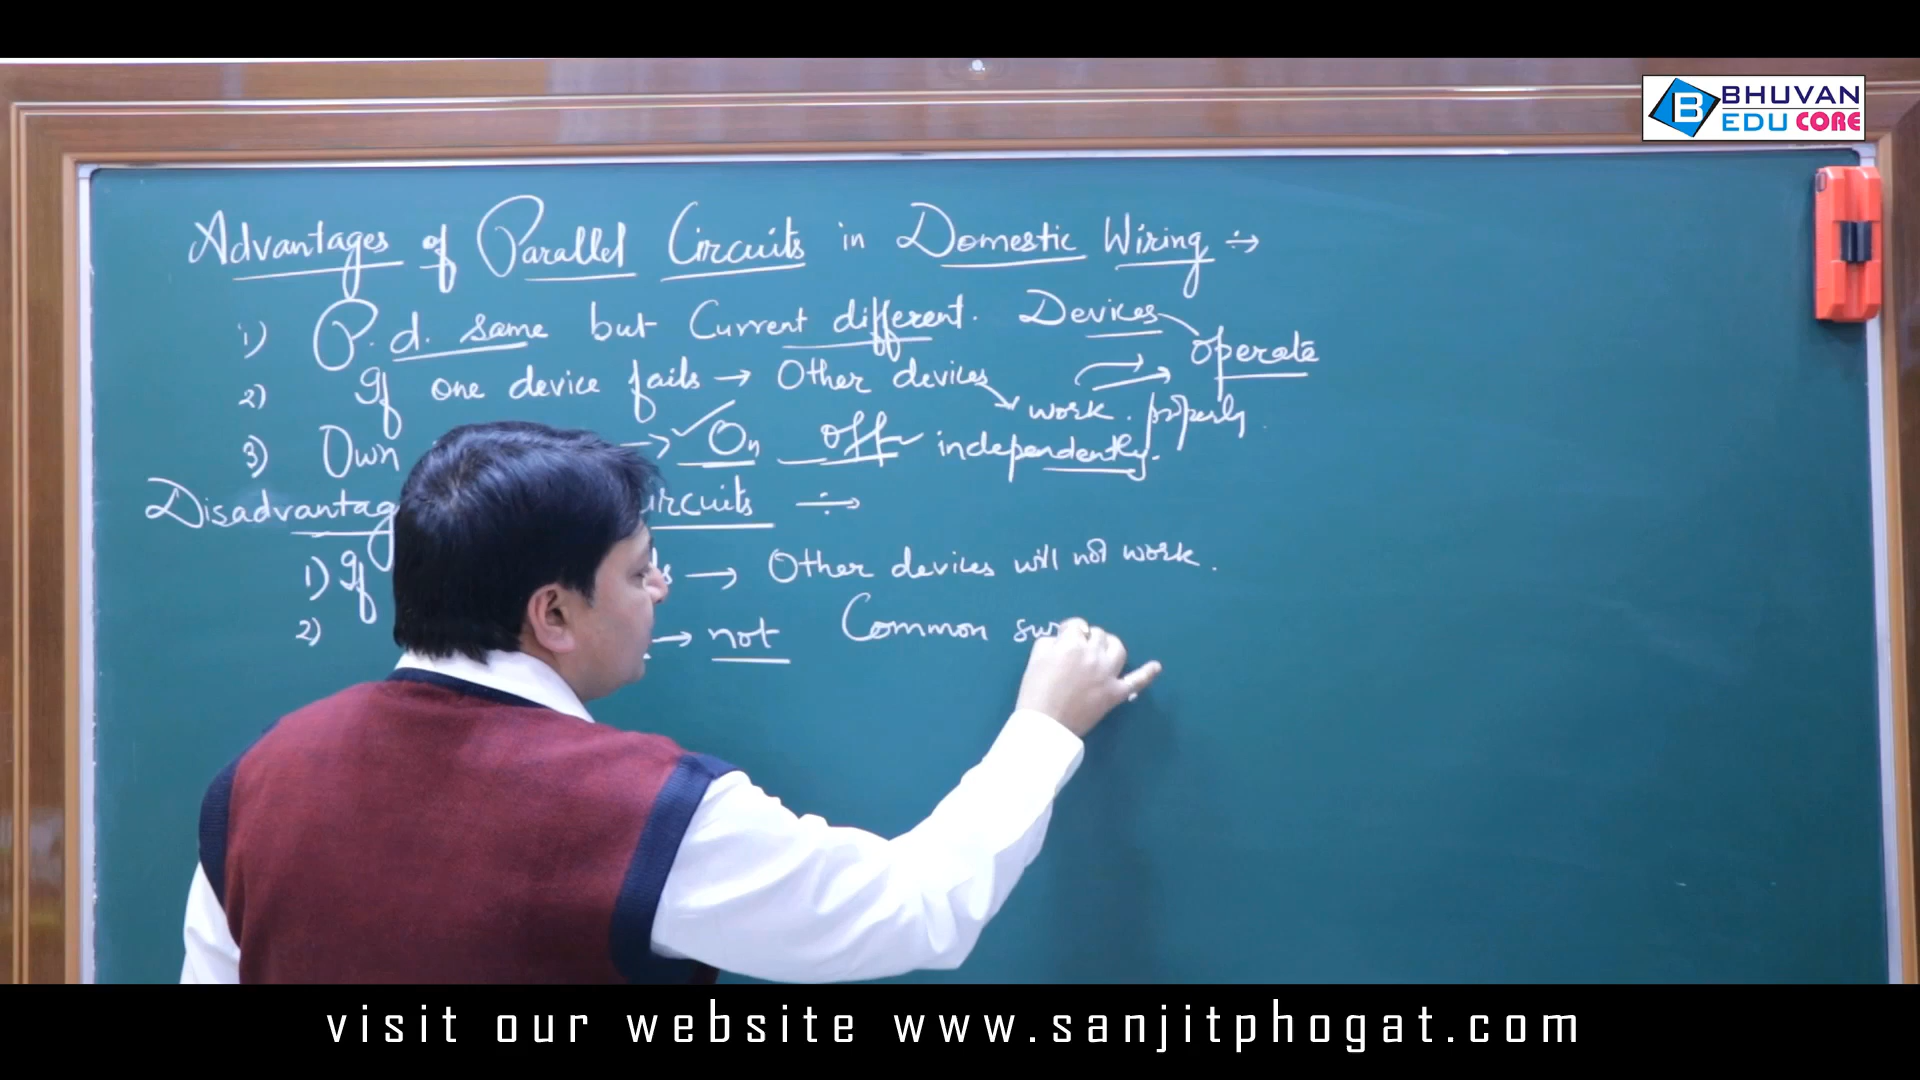 BHUVAN
EDU CORE
Advantages of Parallel Circuits in Domestic Wiring :→
1) P.d. same but Current different. Devices operate
2) If one device fails → Other devices work. properly.
3) Own → ✓ On off independently.
Disadvantag ircuits :→
1) If s → Other devices will not work.
2) → not Common su
visit our website www.sanjitphogat.com